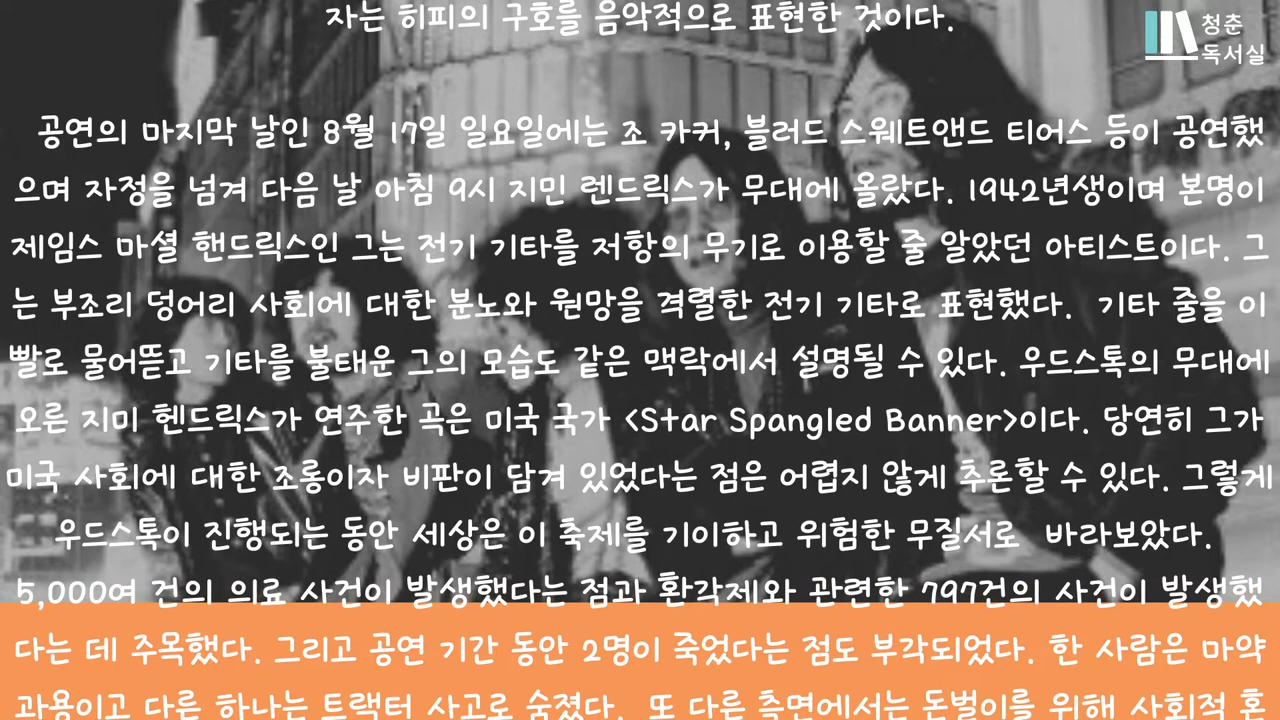 자는 히피의 구호를 음악적으로 표현한 것이다.
청춘
독서실
공연의 마지막 날인 8월 17일 일요일에는 조 카커, 블러드 스웨트앤드 티어스 등이 공연했
으며 자정을 넘겨 다음 날 아침 9시 지민 렌드릭스가 무대에 올랐다. 1942년생이며 본명이
제임스 마셜 핸드릭스인 그는 전기 기타를 저항의 무기로 이용할 줄 알았던 아티스트이다. 그
는 부조리 덩어리 사회에 대한 분노와 원망을 격렬한 전기 기타로 표현했다. 기타 줄을 이
빨로 물어뜯고 기타를 불태운 그의 모습도 같은 맥락에서 설명될 수 있다. 우드스톡의 무대에
오른 지미 헨드릭스가 연주한 곡은 미국 국가 <Star Spangled Banner>이다. 당연히 그가
미국 사회에 대한 조롱이자 비판이 담겨 있었다는 점은 어렵지 않게 추론할 수 있다. 그렇게
우드스톡이 진행되는 동안 세상은 이 축제를 기이하고 위험한 무질서로 바라보았다.
5,000여 건의 의료 사건이 발생했다는 점과 환각제와 관련한 797건의 사건이 발생했
다는 데 주목했다. 그리고 공연 기간 동안 2명이 죽었다는 점도 부각되었다. 한 사람은 마약
과용이고 다른 하나는 트랙터 사고로 숨졌다. 또 다른 측면에서는 돈벌이를 위해 사회적 혼